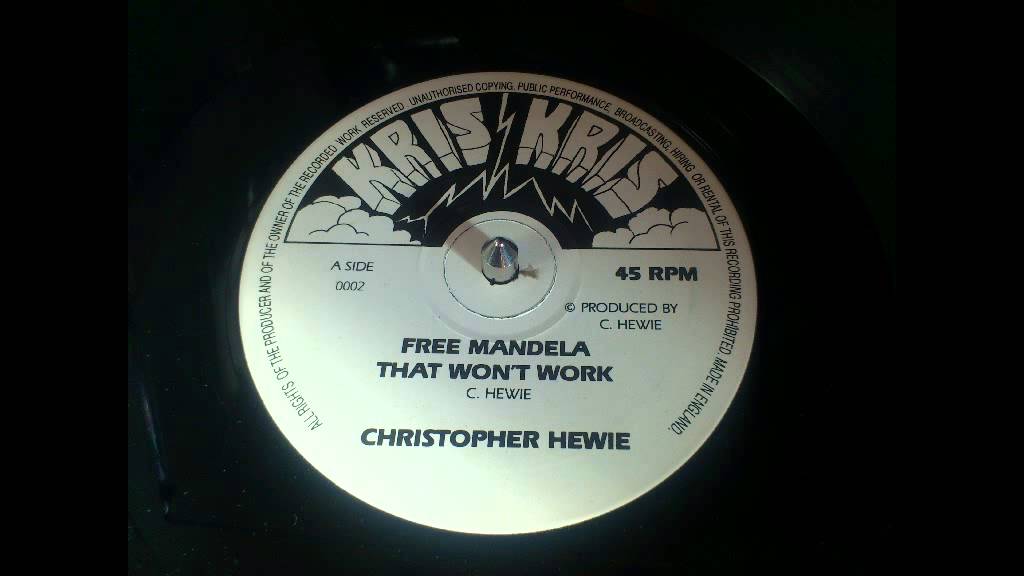 ALL RIGHTS OF THE PRODUCER AND OF THE OWNER OF THE RECORDED WORK RESERVED. UNAUTHORISED COPYING, PUBLIC PERFORMANCE, BROADCASTING, HIRING OR RENTAL OF THIS RECORDING PROHIBITED. MADE IN ENGLAND.
KRIS KRIS
A SIDE
0002
45 RPM
© PRODUCED BY
C. HEWIE
FREE MANDELA
THAT WON'T WORK
C. HEWIE
CHRISTOPHER HEWIE